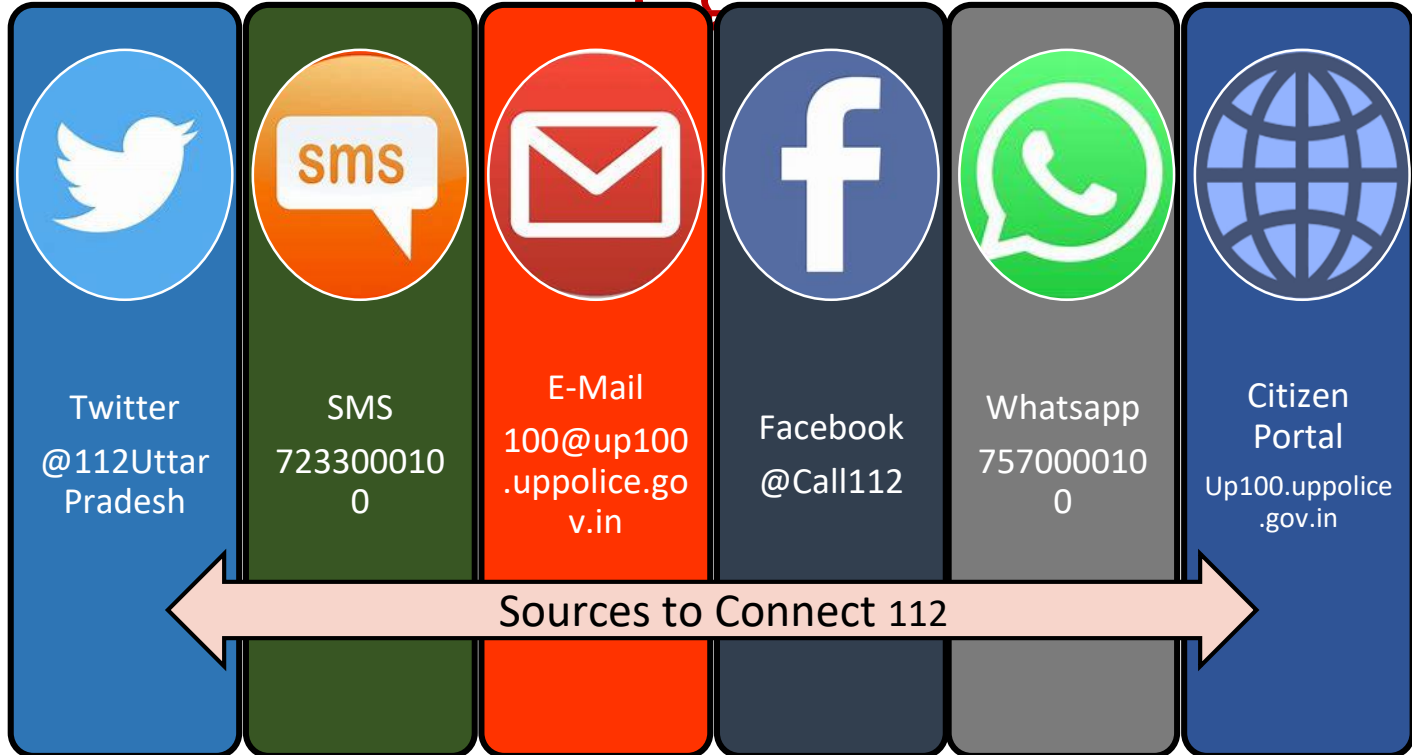 sms
Twitter
@112Uttar
Pradesh
SMS
723300010
0
E-Mail
100@up100
.uppolice.go
v.in
Facebook
@Call112
Whatsapp
757000010
0
Citizen
Portal
Up100.uppolice
.gov.in
Sources to Connect 112